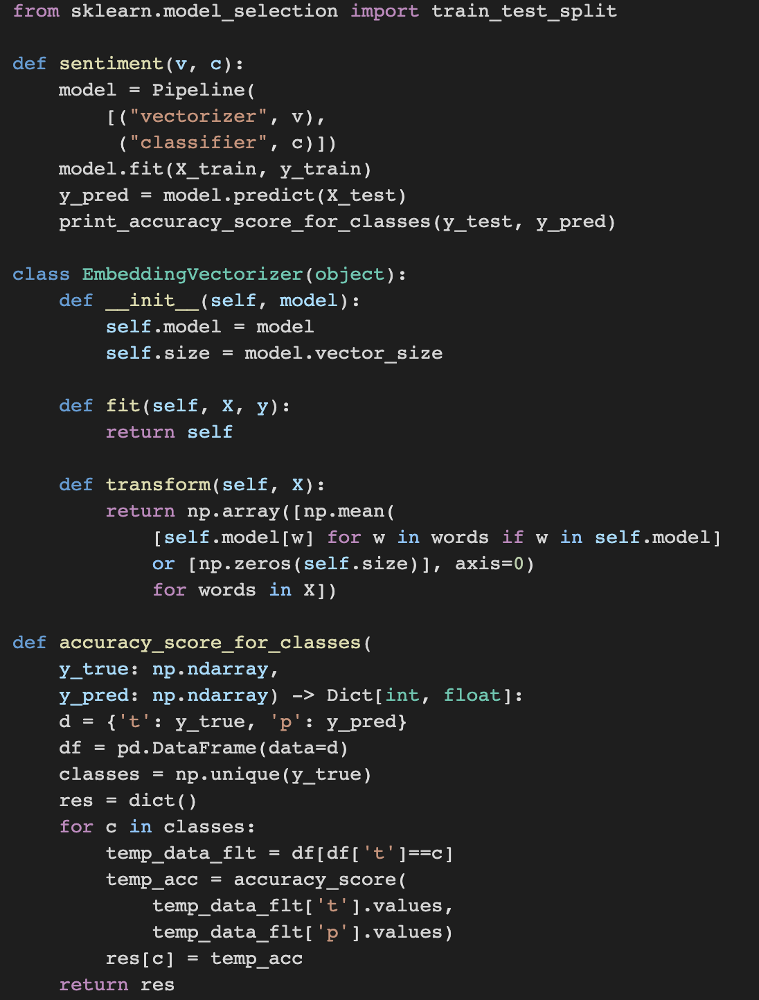 from sklearn.model_selection import train_test_split

def sentiment(v, c):
    model = Pipeline(
        [("vectorizer", v),
         ("classifier", c)])
    model.fit(X_train, y_train)
    y_pred = model.predict(X_test)
    print_accuracy_score_for_classes(y_test, y_pred)

class EmbeddingVectorizer(object):
    def __init__(self, model):
        self.model = model
        self.size = model.vector_size

    def fit(self, X, y):
        return self

    def transform(self, X):
        return np.array([np.mean(
            [self.model[w] for w in words if w in self.model]
            or [np.zeros(self.size)], axis=0)
            for words in X])

def accuracy_score_for_classes(
    y_true: np.ndarray,
    y_pred: np.ndarray) -> Dict[int, float]:
    d = {'t': y_true, 'p': y_pred}
    df = pd.DataFrame(data=d)
    classes = np.unique(y_true)
    res = dict()
    for c in classes:
        temp_data_flt = df[df['t']==c]
        temp_acc = accuracy_score(
            temp_data_flt['t'].values,
            temp_data_flt['p'].values)
        res[c] = temp_acc
    return res